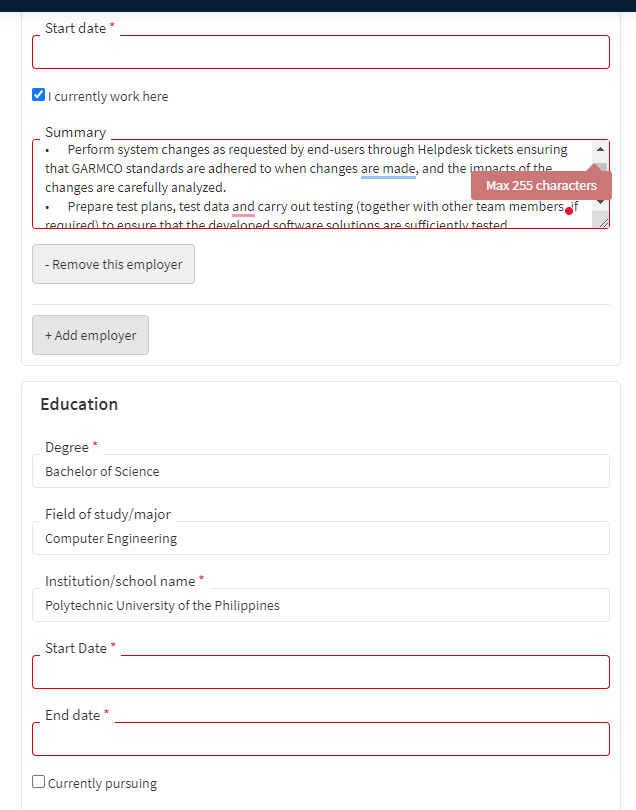 Start date *
I currently work here
Summary
• Perform system changes as requested by end-users through Helpdesk tickets ensuring
that GARMCO standards are adhered to when changes are made, and the impacts of the
changes are carefully analyzed.
Max 255 characters
• Prepare test plans, test data and carry out testing (together with other team members, if
required) to ensure that the developed software solutions are sufficiently tested
- Remove this employer
+ Add employer
Education
Degree *
Bachelor of Science
Field of study/major
Computer Engineering
Institution/school name *
Polytechnic University of the Philippines
Start Date *
End date *
Currently pursuing